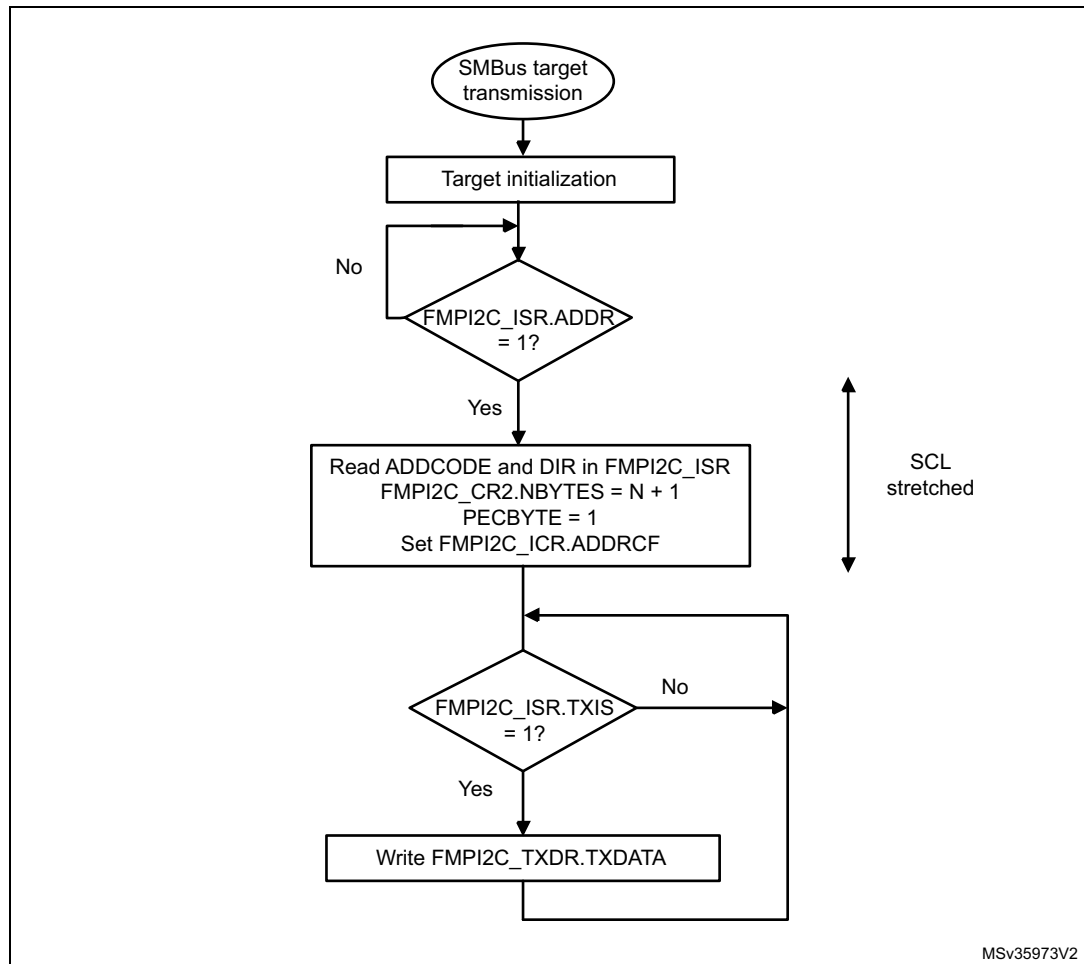 SMBus target
transmission
Target initialization
No
FMPI2C_ISR.ADDR
= 1?
Yes
Read ADDCODE and DIR in FMPI2C_ISR
FMPI2C_CR2.NBYTES = N + 1
PECBYTE = 1
Set FMPI2C_ICR.ADDRCF
SCL
stretched
FMPI2C_ISR.TXIS
= 1?
No
Yes
Write FMPI2C_TXDR.TXDATA
MSv35973V2